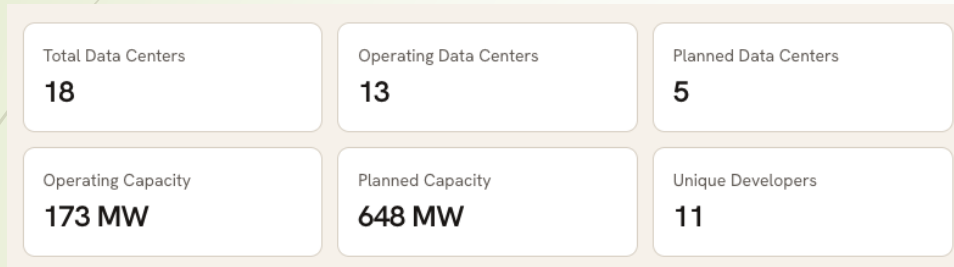 Total Data Centers
18
Operating Data Centers
13
Planned Data Centers
5
Operating Capacity
173 MW
Planned Capacity
648 MW
Unique Developers
11